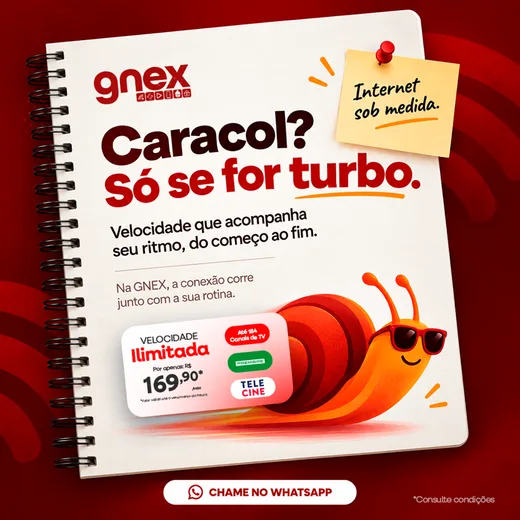 gnex
Internet
sob medida.
Caracol?
Só se for turbo.
Velocidade que acompanha
seu ritmo, do começo ao fim.
Na GNEX, a conexão corre
junto com a sua rotina.
VELOCIDADE
Ilimitada
Por apenas: R$
169,90*
/mês
Até 184
Canais de TV
TELE
CINE
CHAME NO WHATSAPP
*Consulte condições